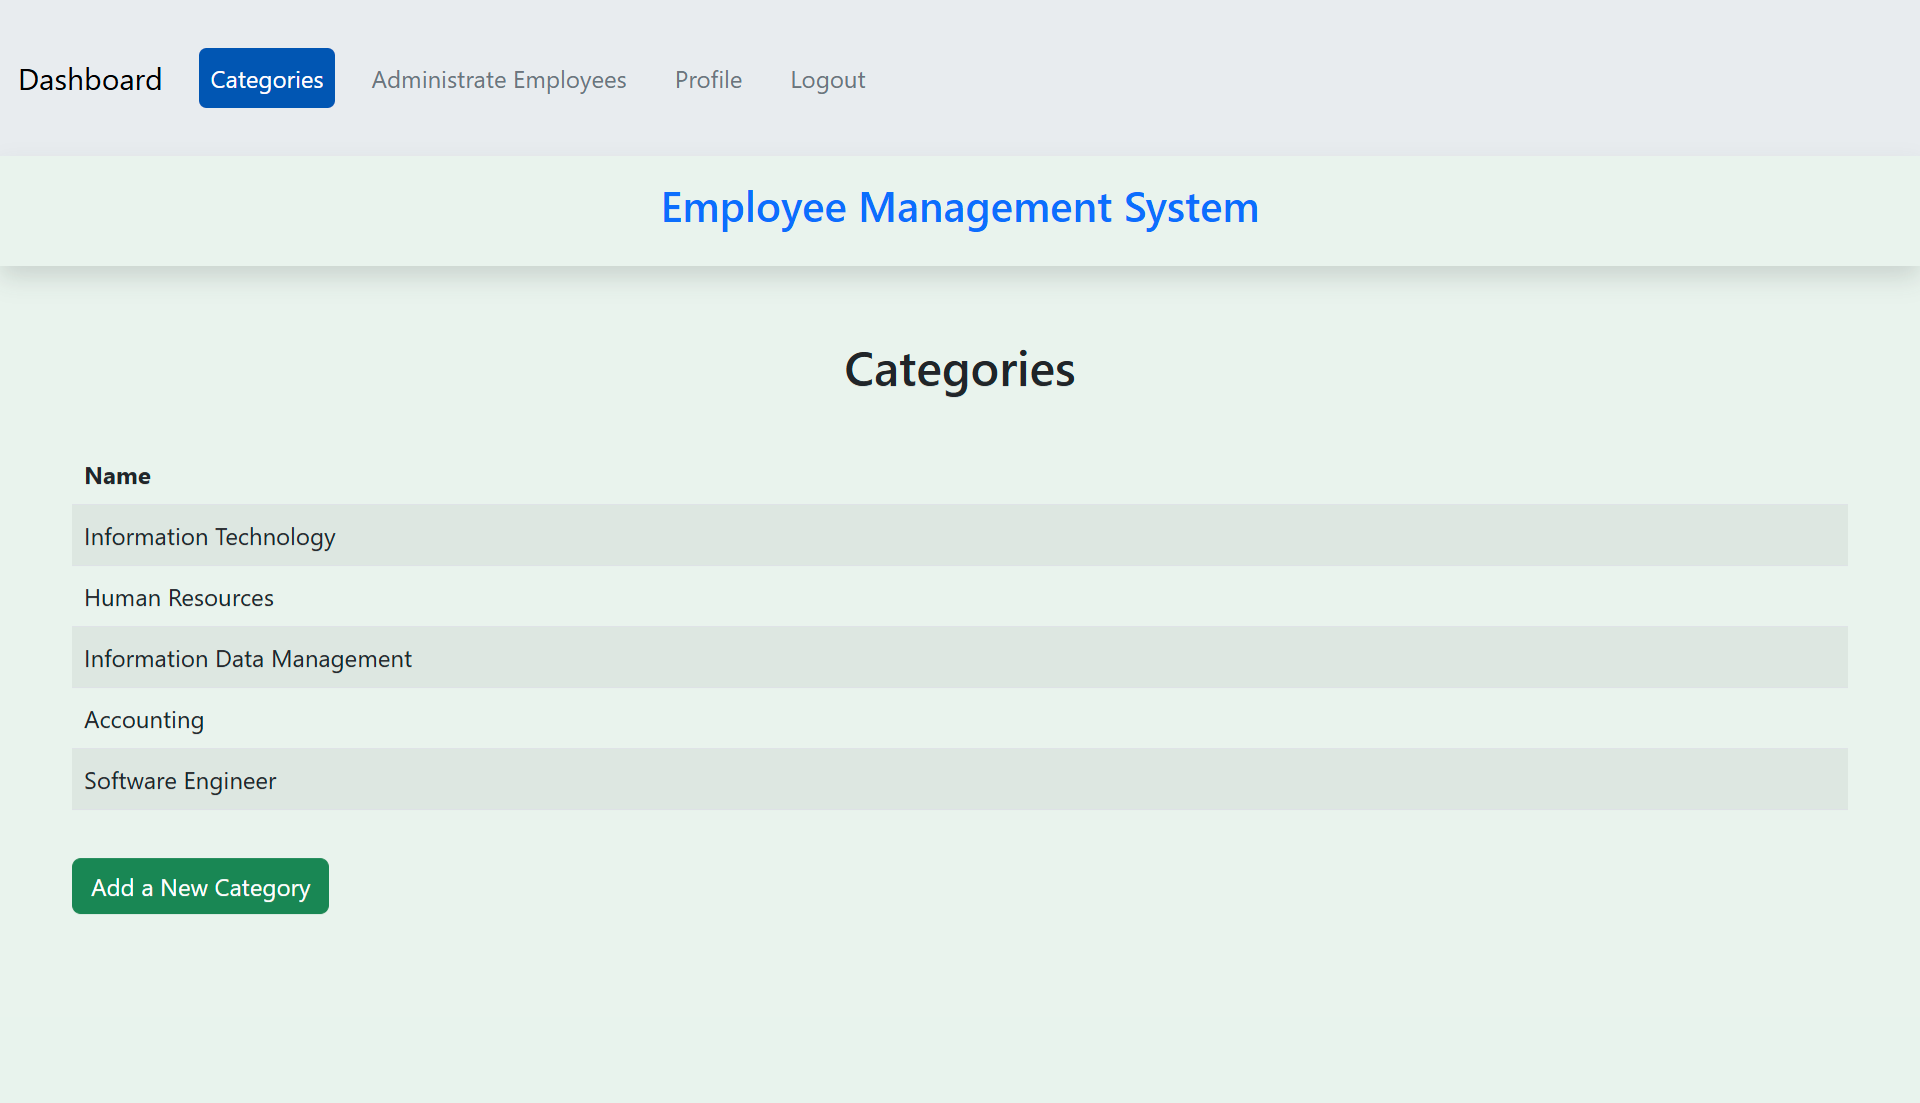 Dashboard Categories Administrate Employees Profile Logout
Employee Management System
Categories
Name
Information Technology
Human Resources
Information Data Management
Accounting
Software Engineer
Add a New Category